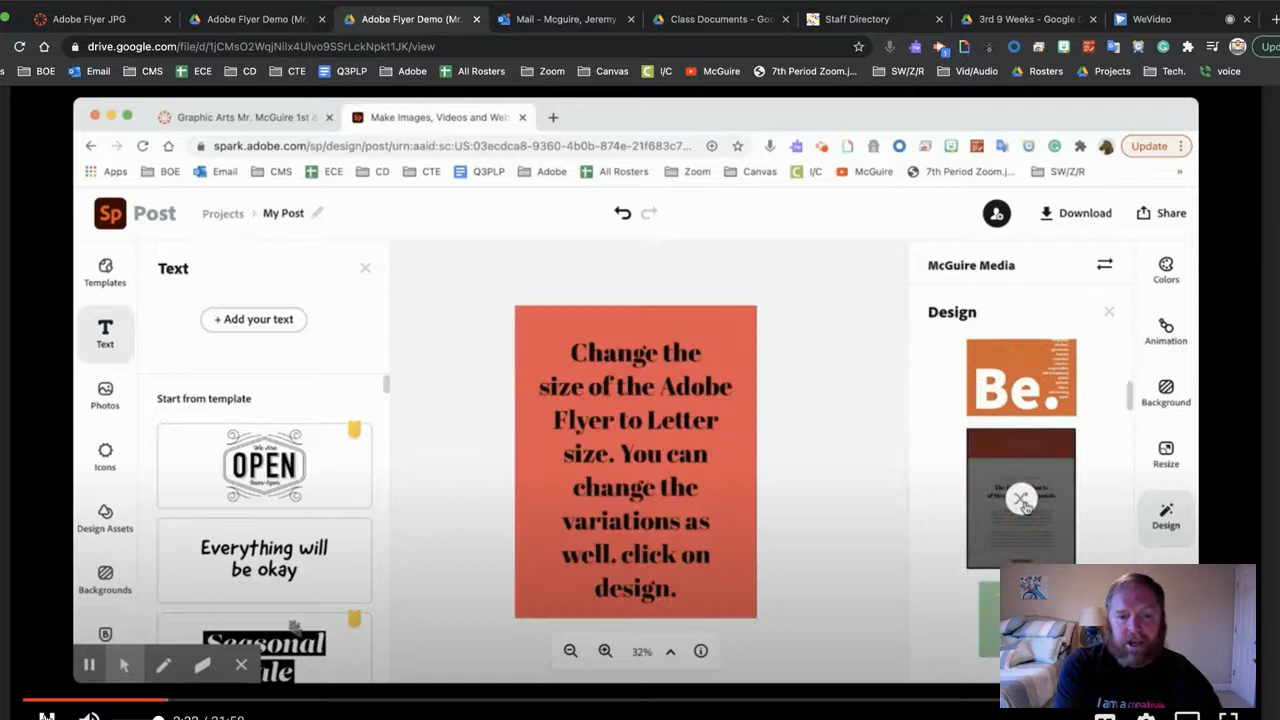 Adobe Flyer JPG
Adobe Flyer Demo (Mr.
Adobe Flyer Demo (Mr.
Mail - Mcguire, Jeremy
Class Documents - Goo
Staff Directory
3rd 9 Weeks - Google D
WeVideo
drive.google.com/file/d/1jCMsO2WqjNiIx4UIvo9SSrLckNpkt1JK/view
BOE Email CMS ECE CD CTE Q3PLP Adobe All Rosters Zoom Canvas I/C McGuire 7th Period Zoom.j... SW/Z/R Vid/Audio Rosters Projects Tech. voice
Graphic Arts Mr. McGuire 1st &
Make Images, Videos and Web
spark.adobe.com/sp/design/post/urn:aaid:sc:US:03ecdca8-9360-4b0b-874e-21f683c7...
Update
Apps BOE Email CMS ECE CD CTE Q3PLP Adobe All Rosters Zoom Canvas I/C McGuire 7th Period Zoom.j... SW/Z/R »
Sp Post Projects > My Post
Download Share
Templates
Text
Photos
Icons
Design Assets
Backgrounds
Text
+ Add your text
Start from template
We Are
OPEN
Everything will
be okay
Seasonal
Change the
size of the Adobe
Flyer to Letter
size. You can
change the
variations as
well. click on
design.
32%
McGuire Media
Design
Be.
Colors
Animation
Background
Resize
Design
I am a creative